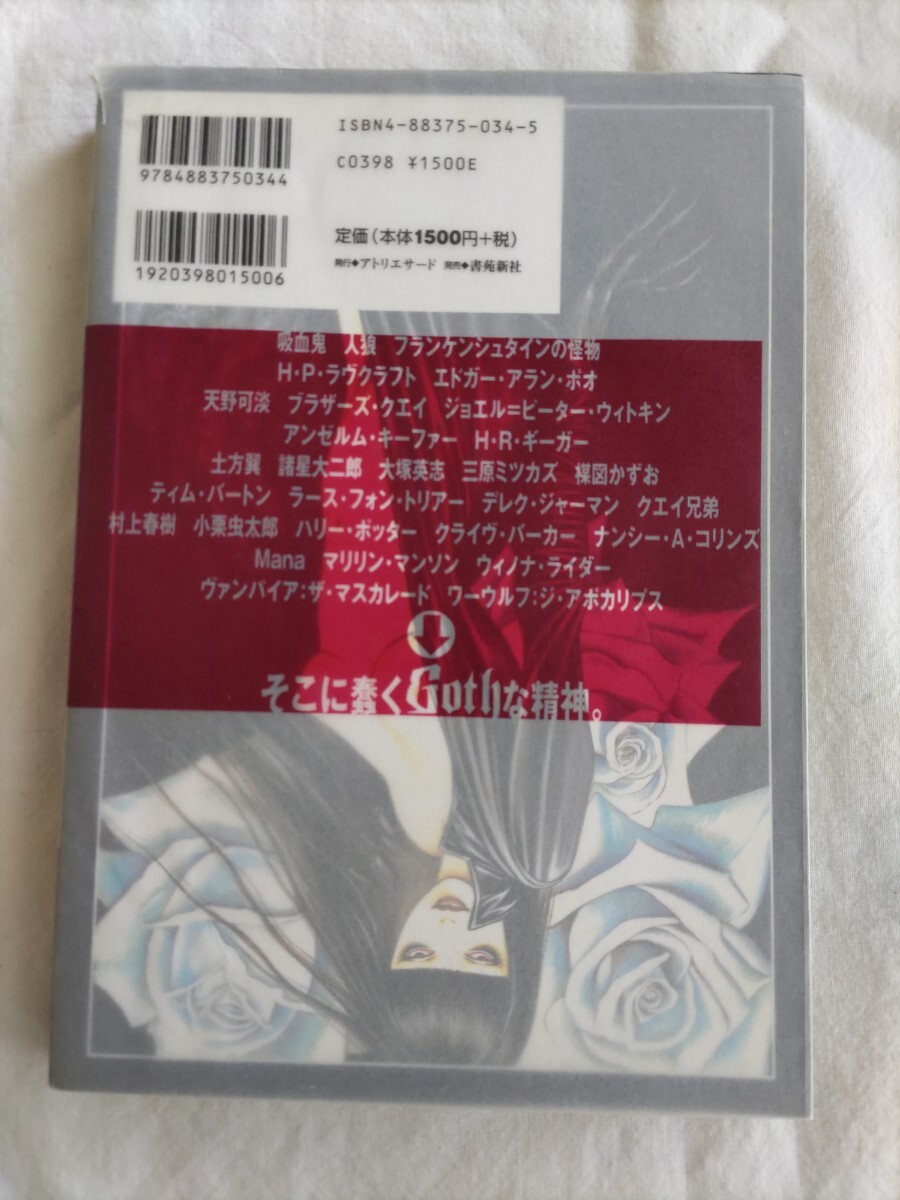 ISBN4-88375-034-5
C0398 ¥1500E
9784883750344
1920398015006
定価(本体1500円+税)
発行◆アトリエサード 発売◆書苑新社
吸血鬼 人狼 フランケンシュタインの怪物
H・P・ラヴクラフト エドガー・アラン・ポオ
天野可淡 ブラザーズ・クエイ ジョエル=ピーター・ウィトキン
アンゼルム・キーファー H・R・ギーガー
土方巽 諸星大二郎 大塚英志 三原ミツカズ 楳図かずお
ティム・バートン ラース・フォン・トリアー デレク・ジャーマン クエイ兄弟
村上春樹 小栗虫太郎 ハリー・ポッター クライヴ・バーカー ナンシー・A・コリンズ
Mana マリリン・マンソン ウィノナ・ライダー
ヴァンパイア:ザ・マスカレード ワーウルフ:ジ・アポカリプス
そこに蠢くGothな精神。